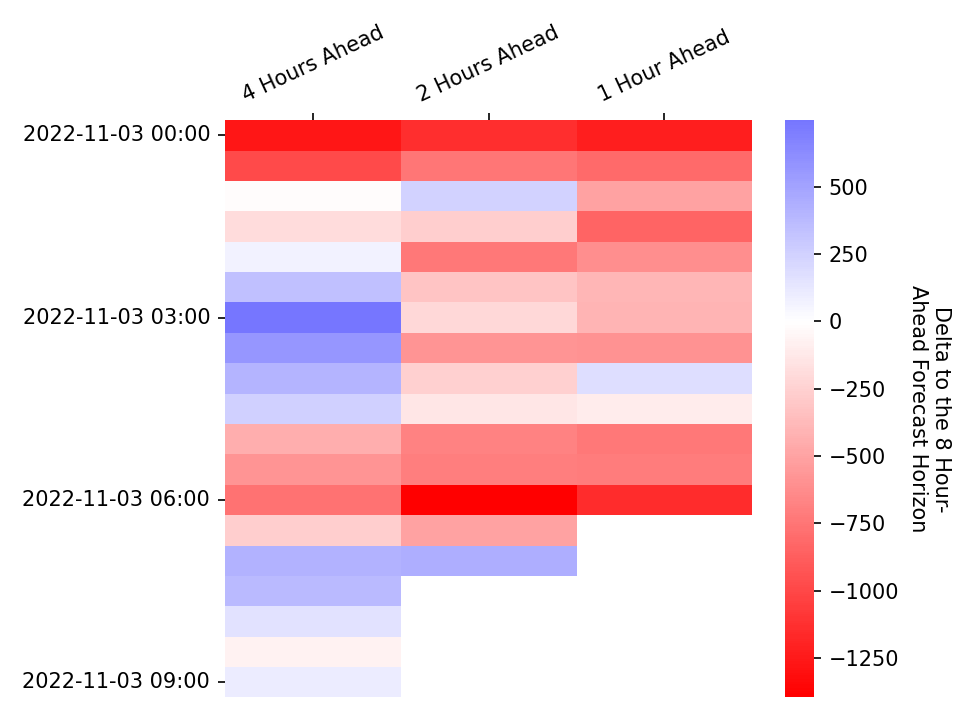 4 Hours Ahead
2 Hours Ahead
1 Hour Ahead
2022-11-03 00:00
2022-11-03 03:00
2022-11-03 06:00
2022-11-03 09:00
500
250
0
−250
−500
−750
−1000
−1250
Delta to the 8 Hour-
Ahead Forecast Horizon